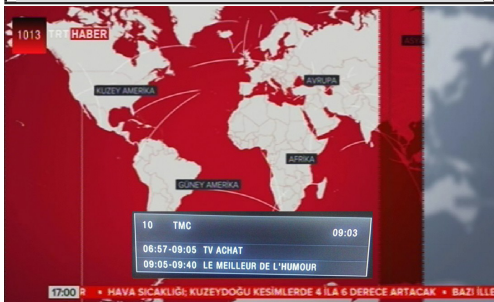 1013 TRT HABER
KUZEY AMERİKA
AVRUPA
AFRİKA
GÜNEY AMERİKA
10 TMC 09:03
06:57-09:05 TV ACHAT
09:05-09:40 LE MEILLEUR DE L'HUMOUR
17:00 • HAVA SICAKLIĞI; KUZEYDOĞU KESİMLERDE 4 İLA 6 DERECE ARTACAK • BAZI İLLE